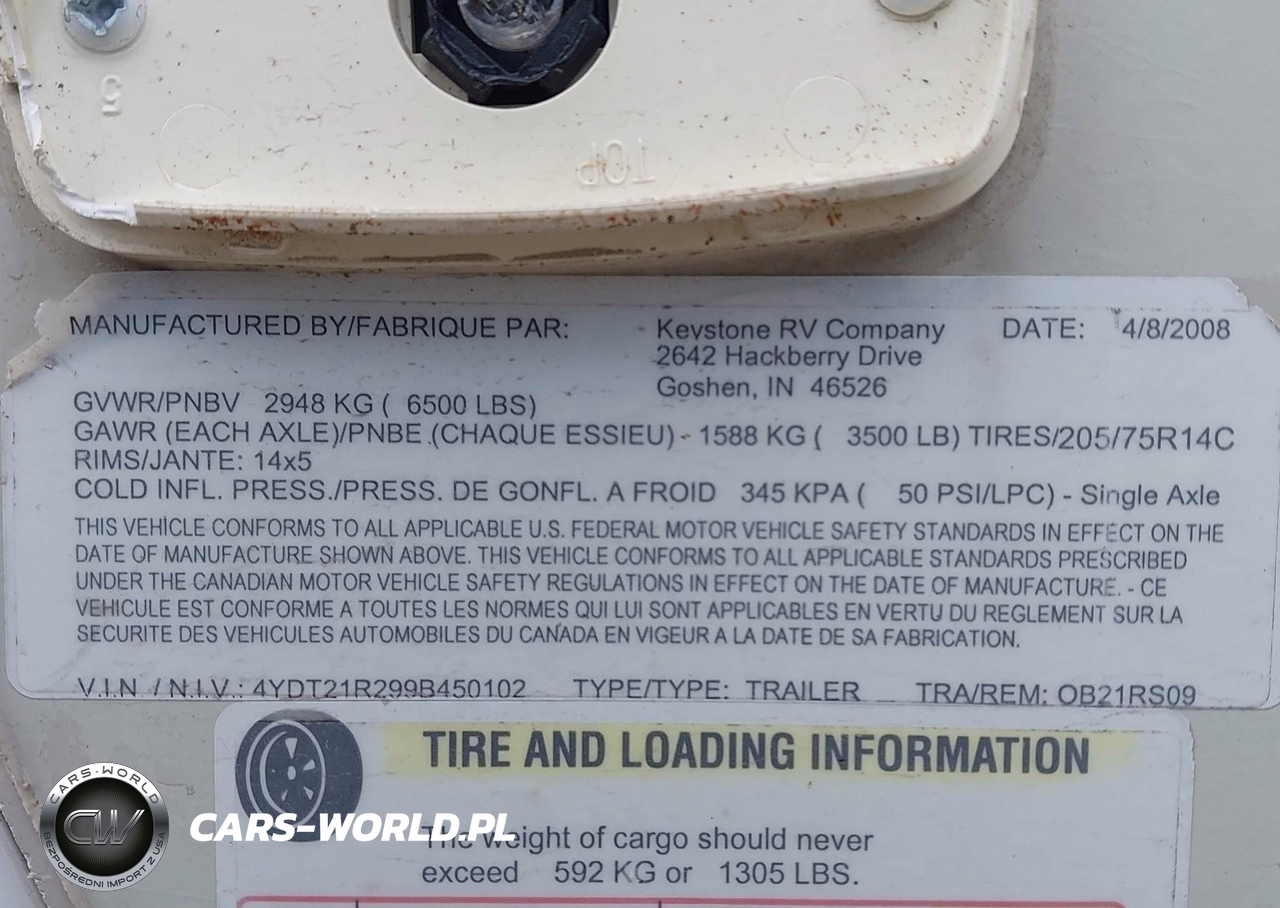 5
TOP
MANUFACTURED BY/FABRIQUE PAR: Keystone RV Company DATE: 4/8/2008
2642 Hackberry Drive
Goshen, IN 46526
GVWR/PNBV 2948 KG ( 6500 LBS)
GAWR (EACH AXLE)/PNBE (CHAQUE ESSIEU) - 1588 KG ( 3500 LB) TIRES/205/75R14C
RIMS/JANTE: 14x5
COLD INFL. PRESS./PRESS. DE GONFL. A FROID 345 KPA ( 50 PSI/LPC) - Single Axle
THIS VEHICLE CONFORMS TO ALL APPLICABLE U.S. FEDERAL MOTOR VEHICLE SAFETY STANDARDS IN EFFECT ON THE
DATE OF MANUFACTURE SHOWN ABOVE. THIS VEHICLE CONFORMS TO ALL APPLICABLE STANDARDS PRESCRIBED
UNDER THE CANADIAN MOTOR VEHICLE SAFETY REGULATIONS IN EFFECT ON THE DATE OF MANUFACTURE. - CE
VEHICULE EST CONFORME A TOUTES LES NORMES QUI LUI SONT APPLICABLES EN VERTU DU REGLEMENT SUR LA
SECURITE DES VEHICULES AUTOMOBILES DU CANADA EN VIGEUR A LA DATE DE SA FABRICATION.
V.I.N / N.I.V.: 4YDT21R299B450102 TYPE/TYPE: TRAILER TRA/REM: OB21RS09
TIRE AND LOADING INFORMATION
The weight of cargo should never
exceed 592 KG or 1305 LBS.
CARS-WORLD
CW
BEZPOŚREDNI IMPORT Z USA
CARS-WORLD.PL